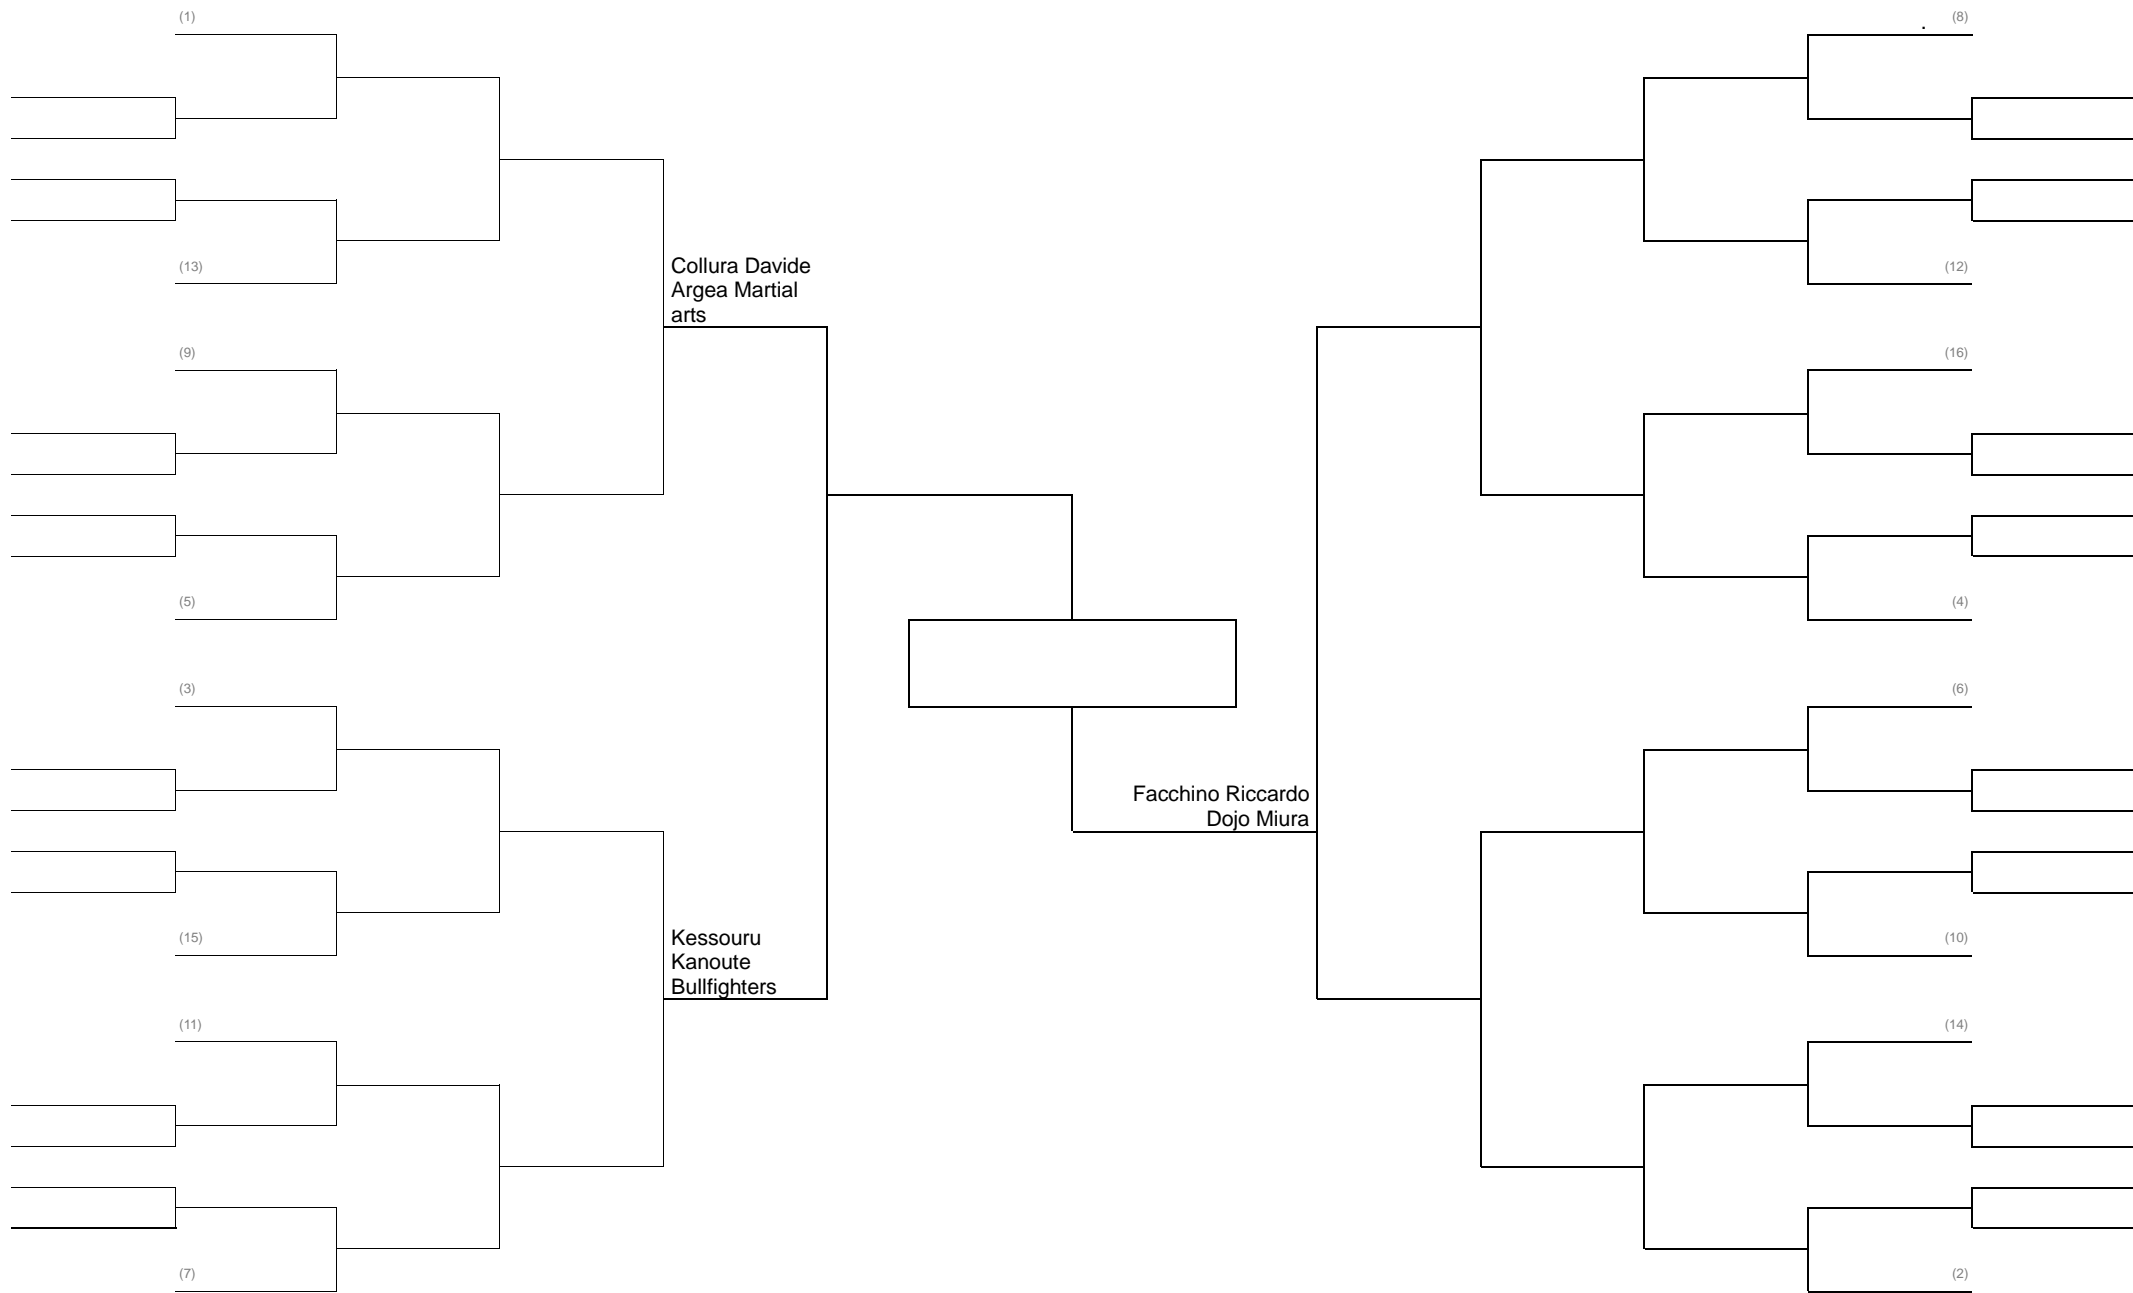 (1)
(8)
.
(13)
(12)
Collura Davide
Argea Martial
arts
(9)
(16)
(5)
(4)
(3)
(6)
Facchino Riccardo
Dojo Miura
(15)
(10)
Kessouru
Kanoute
Bullfighters
(11)
(14)
(7)
(2)